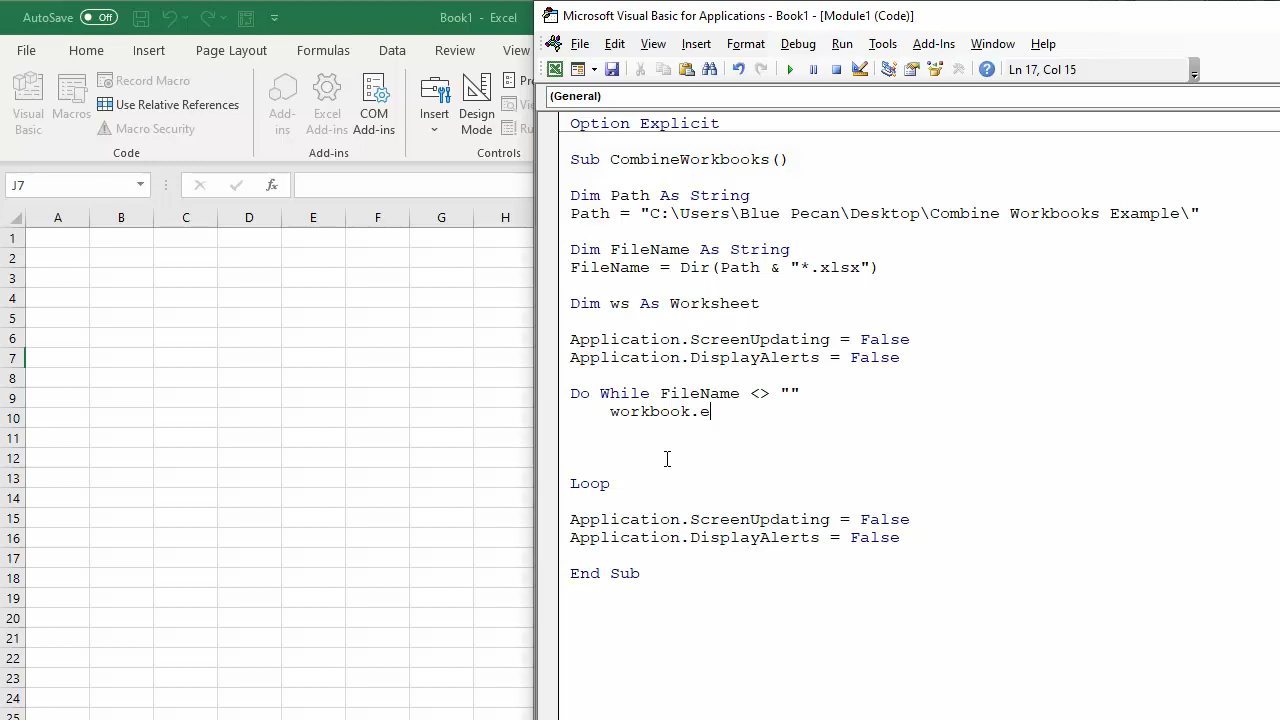 AutoSave Off Book1 - Excel
File Home Insert Page Layout Formulas Data Review View
Visual Basic
Macros
Record Macro
Use Relative References
Macro Security
Code
Add-ins
Excel Add-ins
COM Add-ins
Add-ins
Insert
Design Mode
Controls
J7
fx
A B C D E F G H
1
2
3
4
5
6
7
8
9
10
11
12
13
14
15
16
17
18
19
20
21
22
23
24
25
Microsoft Visual Basic for Applications - Book1 - [Module1 (Code)]
File Edit View Insert Format Debug Run Tools Add-Ins Window Help
Ln 17, Col 15
(General)
Option Explicit
Sub CombineWorkbooks()
Dim Path As String
Path = "C:\Users\Blue Pecan\Desktop\Combine Workbooks Example\"
Dim FileName As String
FileName = Dir(Path & "*.xlsx")
Dim ws As Worksheet
Application.ScreenUpdating = False
Application.DisplayAlerts = False
Do While FileName <> ""
workbook.e
Loop
Application.ScreenUpdating = False
Application.DisplayAlerts = False
End Sub